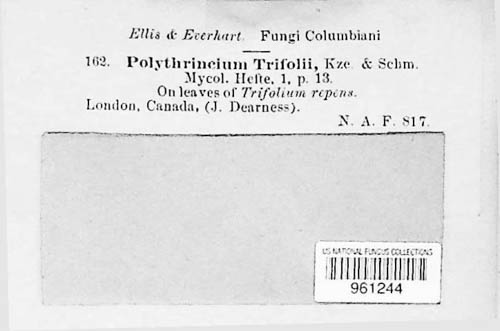 Ellis & Everhart. Fungi Columbiani
162. Polythrincium Trifolii, Kze. & Schm.
Mycol. Hefte, 1, p. 13.
On leaves of Trifolium repens.
London, Canada, (J. Dearness).
N. A. F. 817.
US NATIONAL FUNGUS COLLECTIONS
961244